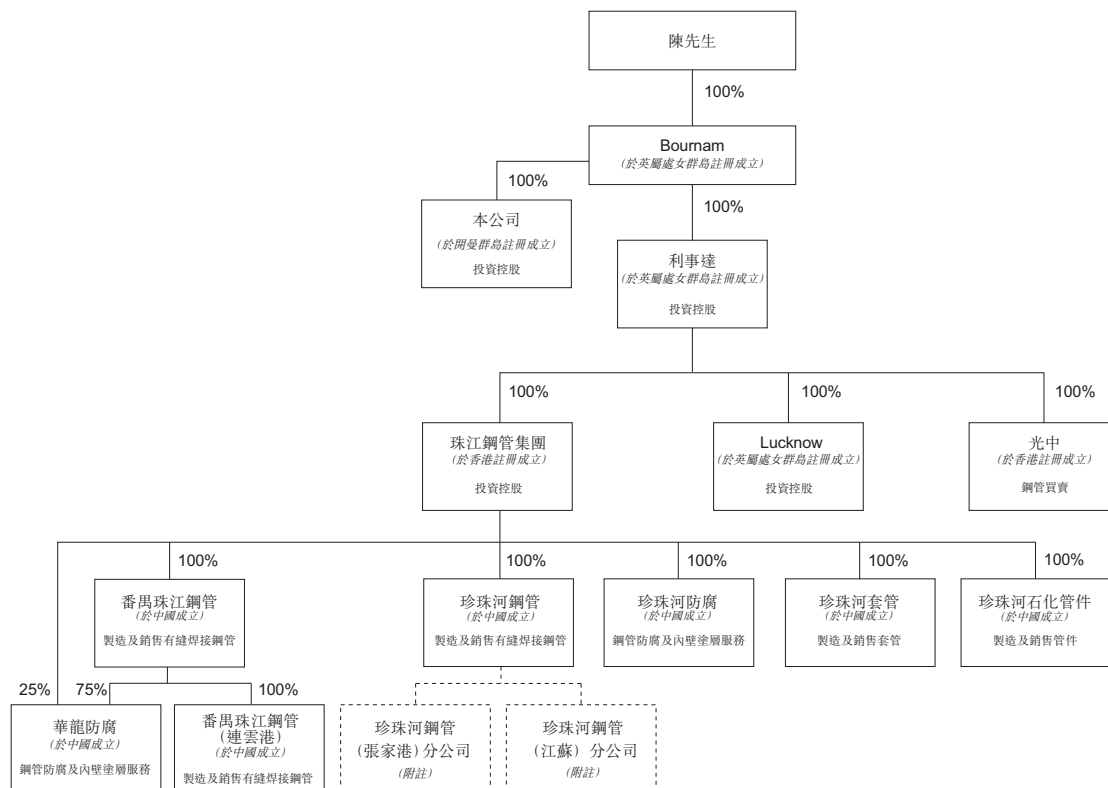 陳先生
100%
Bournam
(於英屬處女群島註冊成立)
100%
100%
本公司
(於開曼群島註冊成立)
投資控股
利事達
(於英屬處女群島註冊成立)
投資控股
100%
100%
100%
珠江鋼管集團
(於香港註冊成立)
投資控股
Lucknow
(於英屬處女群島註冊成立)
投資控股
光中
(於香港註冊成立)
鋼管買賣
100%
100%
100%
100%
100%
番禺珠江鋼管
(於中國成立)
製造及銷售有縫焊接鋼管
珍珠河鋼管
(於中國成立)
製造及銷售有縫焊接鋼管
珍珠河防腐
(於中國成立)
鋼管防腐及內壁塗層服務
珍珠河套管
(於中國成立)
製造及銷售套管
珍珠河石化管件
(於中國成立)
製造及銷售管件
25%
75%
100%
華龍防腐
(於中國成立)
鋼管防腐及內壁塗層服務
番禺珠江鋼管
(連雲港)
(於中國成立)
製造及銷售有縫焊接鋼管
珍珠河鋼管
(張家港)分公司
(附註)
珍珠河鋼管
(江蘇) 分公司
(附註)